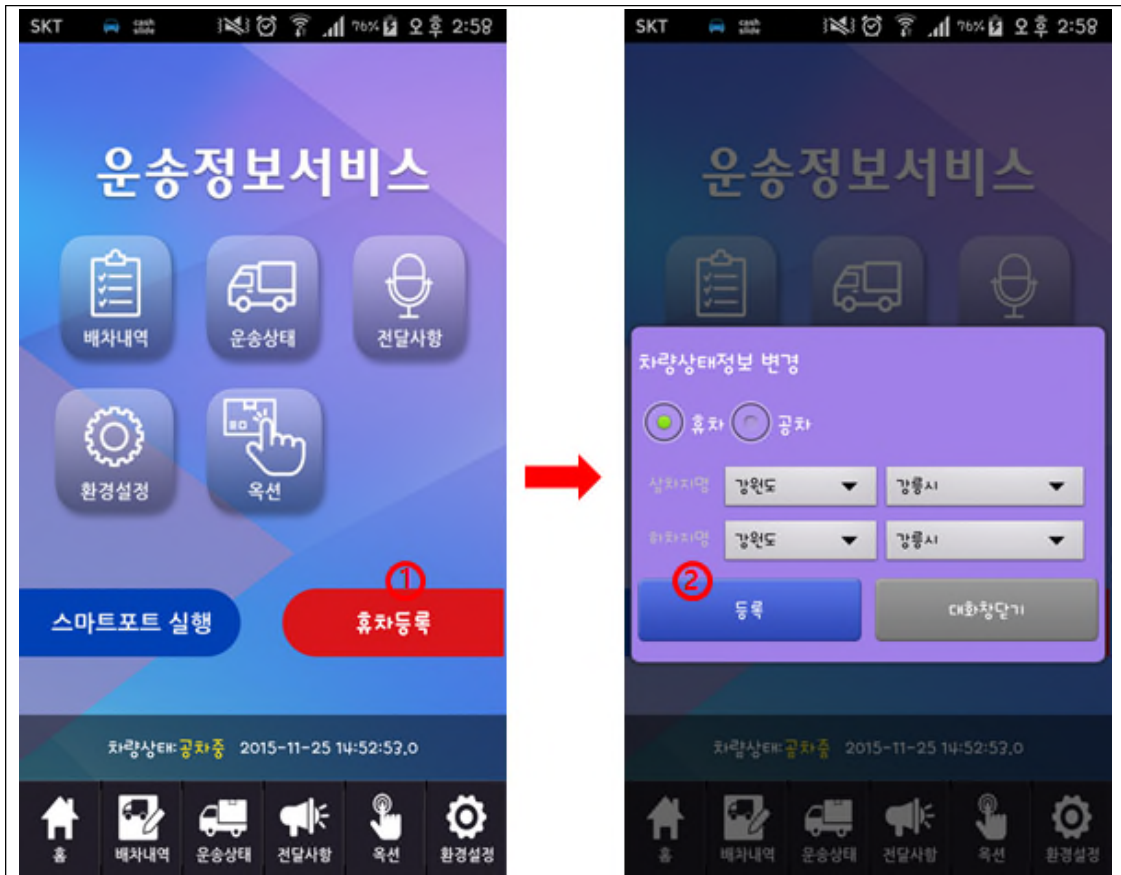 SKT cash slide 76% 오후 2:58
운송정보서비스
배차내역 운송상태 전달사항
환경설정 옥션
①
스마트포트 실행 휴차등록
차량상태:공차중 2015-11-25 14:52:53.0
홈 배차내역 운송상태 전달사항 옥션 환경설정
SKT cash slide 76% 오후 2:58
운송정보서비스
차량상태정보 변경
휴차 공차
상차지명 강원도 강릉시
하차지명 강원도 강릉시
②
등록 대화창닫기
차량상태:공차중 2015-11-25 14:52:53.0
홈 배차내역 운송상태 전달사항 옥션 환경설정